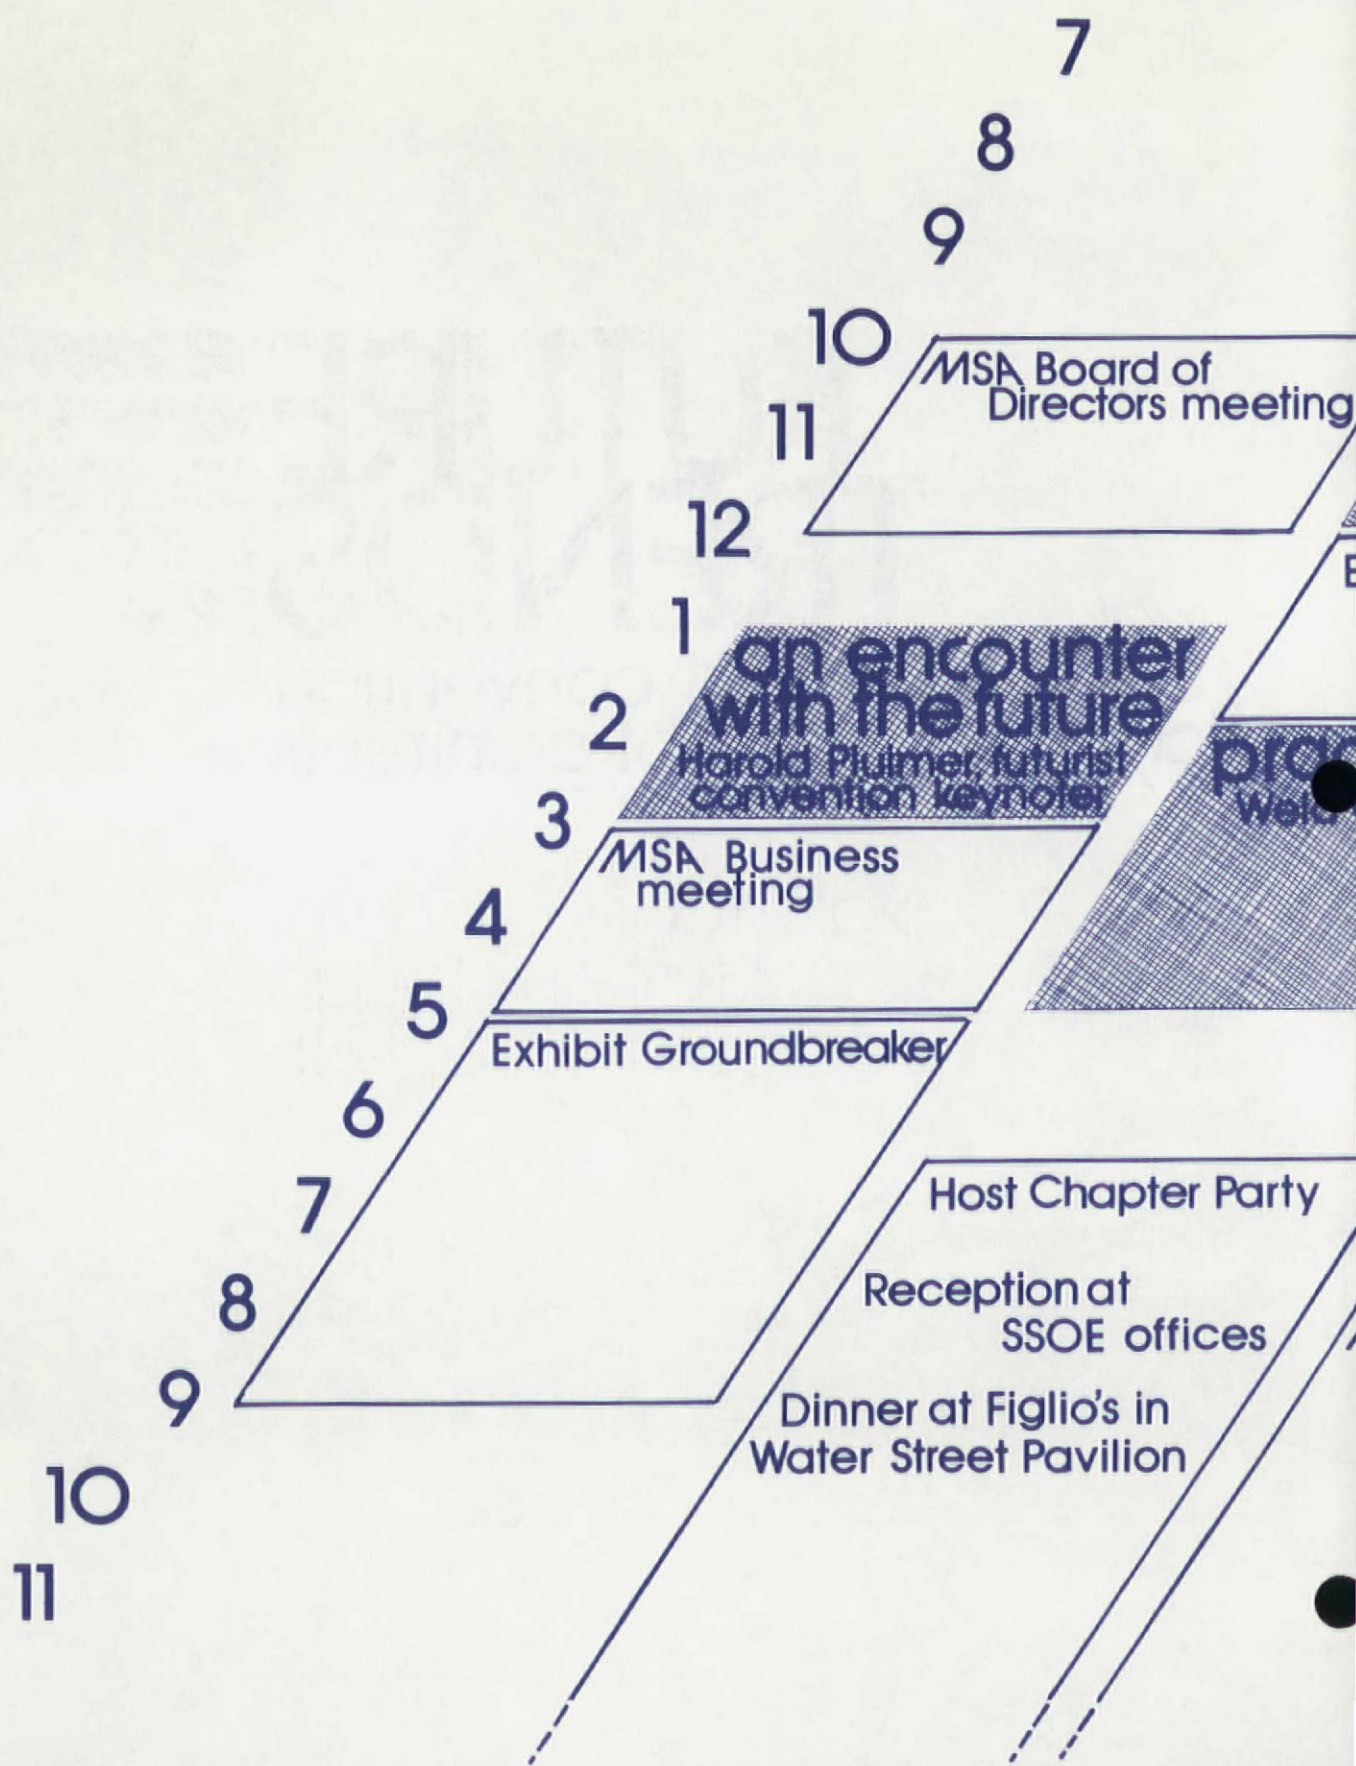 7
8
9
10
MSA Board of
Directors meeting
11
12
1
an encounter
with the future
2
Harold Pluimer, futurist
convention keynoter
3
MSA Business
meeting
4
5
Exhibit Groundbreaker
6
7
8
9
10
11
Host Chapter Party
Reception at
SSOE offices
Dinner at Figlio's in
Water Street Pavilion